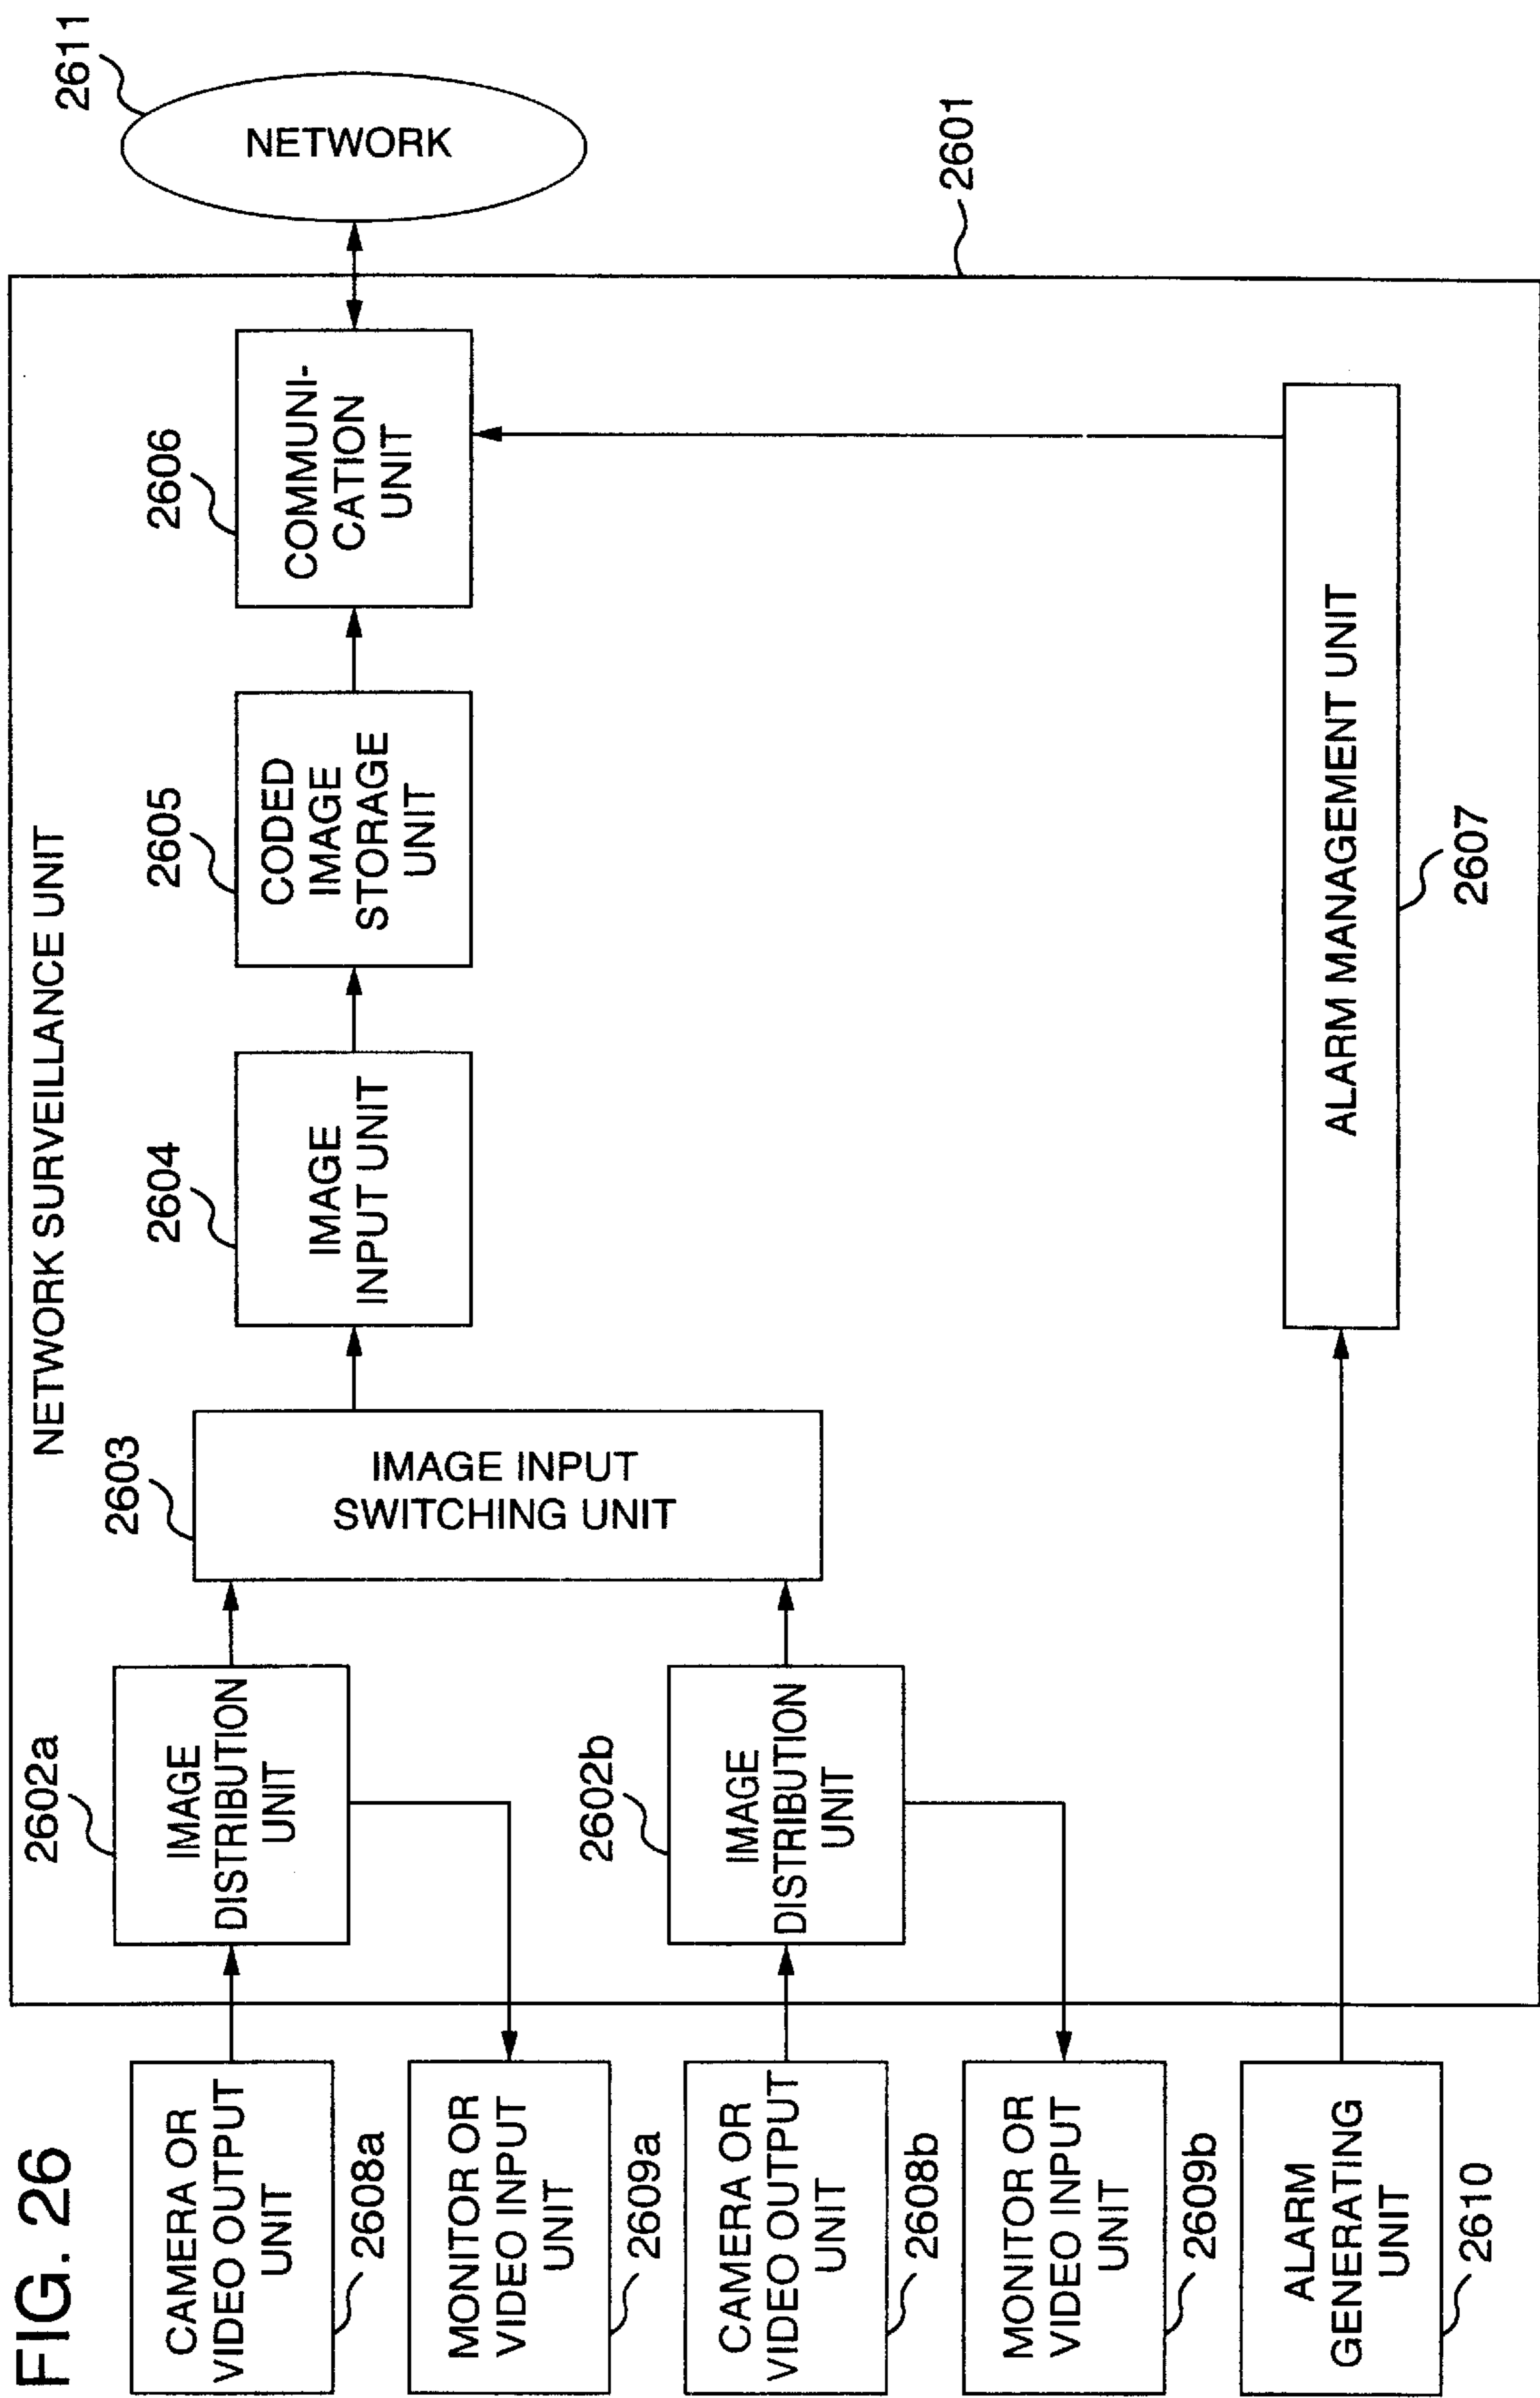 FIG. 26
NETWORK SURVEILLANCE UNIT
2601
CAMERA OR
VIDEO OUTPUT
UNIT
2608a
MONITOR OR
VIDEO INPUT
UNIT
2609a
CAMERA OR
VIDEO OUTPUT
UNIT
2608b
MONITOR OR
VIDEO INPUT
UNIT
2609b
ALARM
GENERATING
UNIT
2610
2602a
IMAGE
DISTRIBUTION
UNIT
2602b
IMAGE
DISTRIBUTION
UNIT
2603
IMAGE INPUT
SWITCHING UNIT
2604
IMAGE
INPUT UNIT
2605
CODED
IMAGE
STORAGE
UNIT
2606
COMMUNI-
CATION
UNIT
ALARM MANAGEMENT UNIT
2607
2611
NETWORK